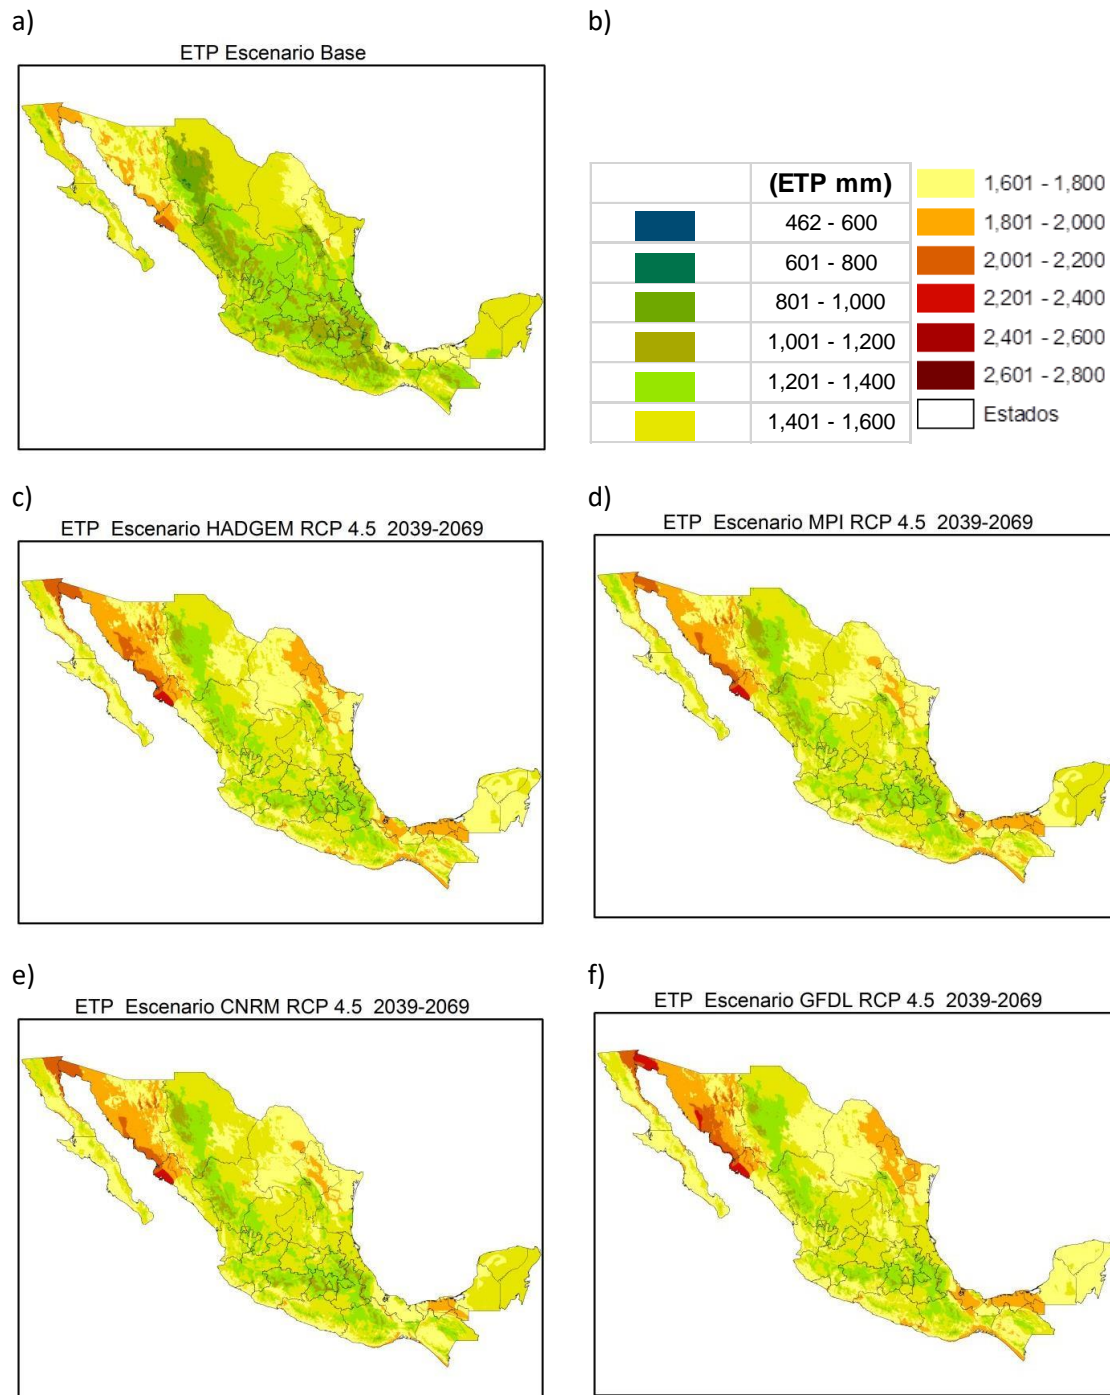 a)
ETP Escenario Base
b)
(ETP mm)
462 - 600
601 - 800
801 - 1,000
1,001 - 1,200
1,201 - 1,400
1,401 - 1,600
1,601 - 1,800
1,801 - 2,000
2,001 - 2,200
2,201 - 2,400
2,401 - 2,600
2,601 - 2,800
Estados
c)
ETP Escenario HADGEM RCP 4.5 2039-2069
d)
ETP Escenario MPI RCP 4.5 2039-2069
e)
ETP Escenario CNRM RCP 4.5 2039-2069
f)
ETP Escenario GFDL RCP 4.5 2039-2069